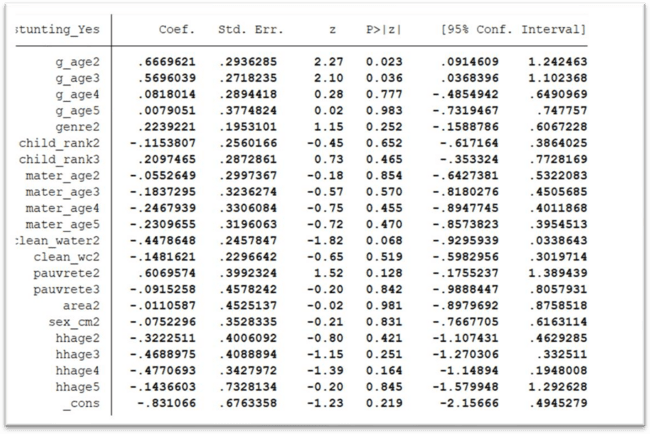 stunting_Yes Coef. Std. Err. z P>|z| [95% Conf. Interval]
g_age2 .6669621 .2936285 2.27 0.023 .0914609 1.242463
g_age3 .5696039 .2718235 2.10 0.036 .0368396 1.102368
g_age4 .0818014 .2894418 0.28 0.777 -.4854942 .6490969
g_age5 .0079051 .3774824 0.02 0.983 -.7319467 .747757
genre2 .2239221 .1953101 1.15 0.252 -.1588786 .6067228
child_rank2 -.1153807 .2560166 -0.45 0.652 -.617164 .3864025
child_rank3 .2097465 .2872861 0.73 0.465 -.353324 .7728169
mater_age2 -.0552649 .2997367 -0.18 0.854 -.6427381 .5322083
mater_age3 -.1837295 .3236274 -0.57 0.570 -.8180276 .4505685
mater_age4 -.2467939 .3306084 -0.75 0.455 -.8947745 .4011868
mater_age5 -.2309655 .3196063 -0.72 0.470 -.8573823 .3954513
clean_water2 -.4478648 .2457847 -1.82 0.068 -.9295939 .0338643
clean_wc2 -.1481621 .2296642 -0.65 0.519 -.5982956 .3019714
pauvrete2 .6069574 .3992324 1.52 0.128 -.1755237 1.389439
pauvrete3 -.0915258 .4578242 -0.20 0.842 -.9888447 .8057931
area2 -.0110587 .4525137 -0.02 0.981 -.8979692 .8758518
sex_cm2 -.0752296 .3528335 -0.21 0.831 -.7667705 .6163114
hhage2 -.3222511 .4006092 -0.80 0.421 -1.107431 .4629285
hhage3 -.4688975 .4088894 -1.15 0.251 -1.270306 .332511
hhage4 -.4770693 .3427972 -1.39 0.164 -1.14894 .1948008
hhage5 -.1436603 .7328134 -0.20 0.845 -1.579948 1.292628
_cons -.831066 .6763358 -1.23 0.219 -2.15666 .4945279